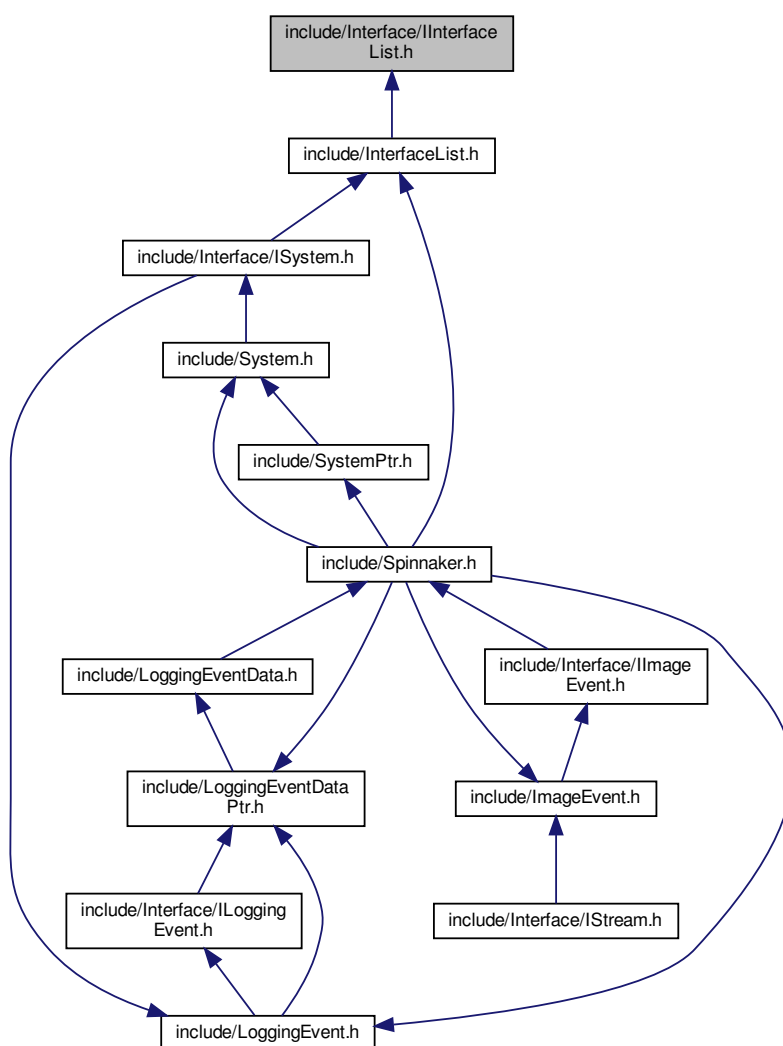 include/Interface/IInterface
List.h
include/InterfaceList.h
include/Interface/ISystem.h
include/System.h
include/SystemPtr.h
include/Spinnaker.h
include/LoggingEventData.h
include/Interface/IImage
Event.h
include/LoggingEventData
Ptr.h
include/ImageEvent.h
include/Interface/ILogging
Event.h
include/Interface/IStream.h
include/LoggingEvent.h